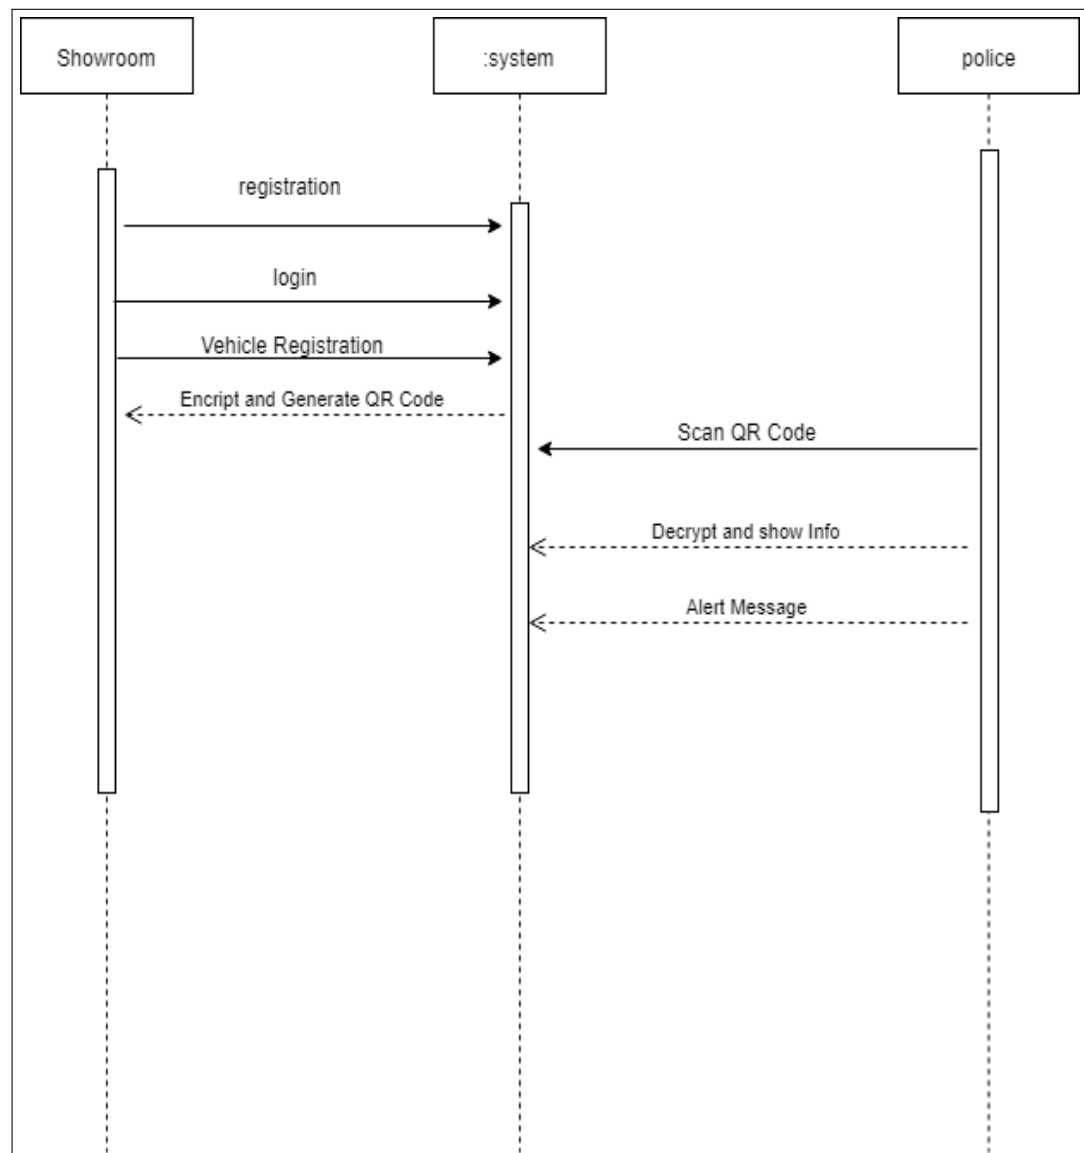 Showroom
:system
police
registration
login
Vehicle Registration
Encript and Generate QR Code
Scan QR Code
Decrypt and show Info
Alert Message